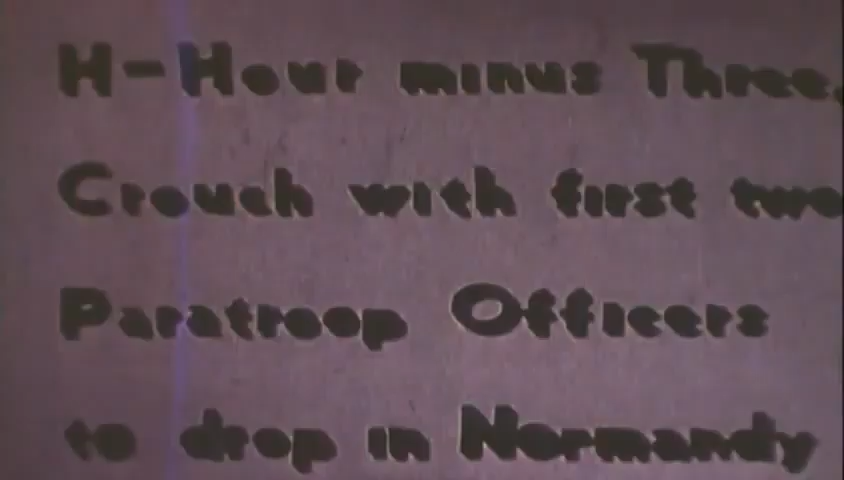 H-Hour minus Three.
Crouch with first two
Paratroop Officers
to drop in Normandy